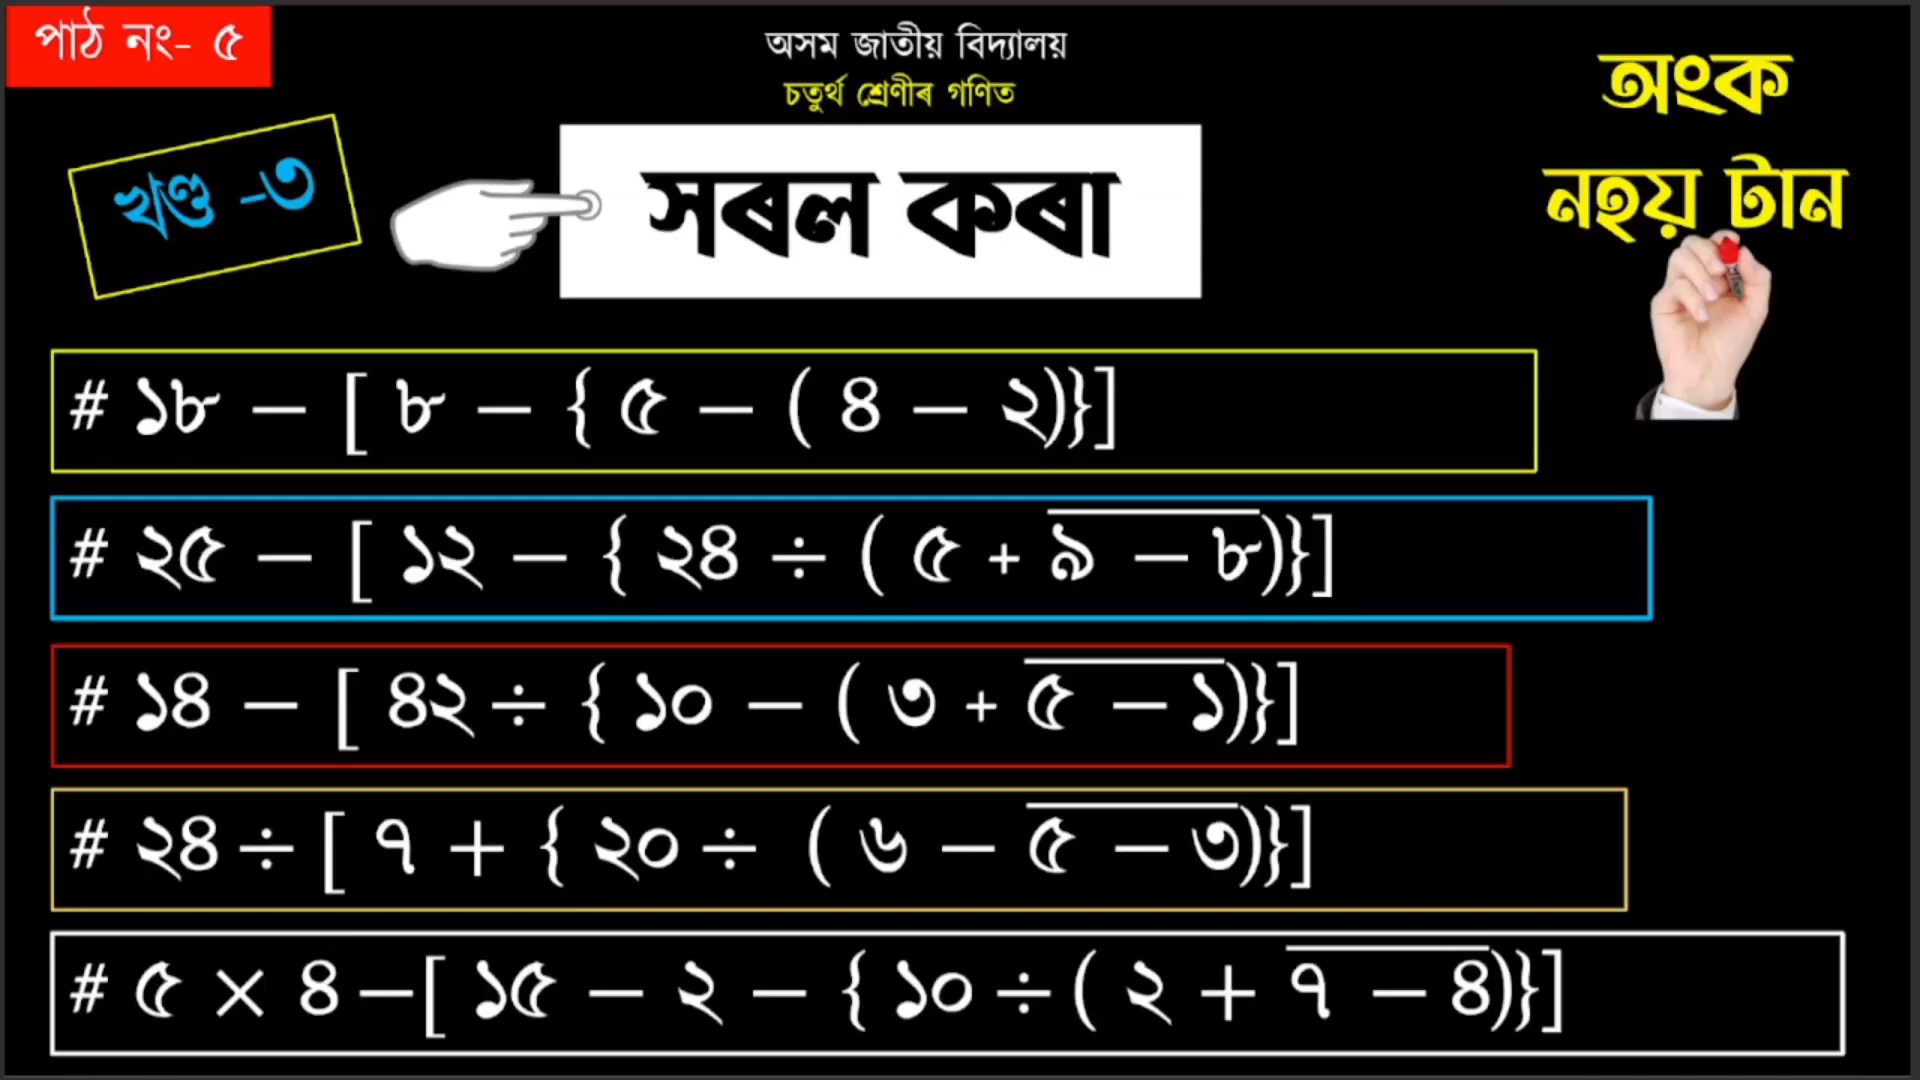 পাঠ নং- ৫
অসম জাতীয় বিদ্যালয়
চতুৰ্থ শ্ৰেণীৰ গণিত
অংক
নহয় টান
খণ্ড -৩
সৰল কৰা
# ১৮ – [ ৮ – { ৫ – ( ৪ – ২)}]
# ২৫ – [ ১২ – { ২৪ ÷ ( ৫ + ৯̅ ̅–̅ ̅৮̅)}]
# ১৪ – [ ৪২ ÷ { ১০ – ( ৩ + ৫̅ ̅–̅ ̅১̅)}]
# ২৪ ÷ [ ৭ + { ২০ ÷ ( ৬ – ৫̅ ̅–̅ ̅৩̅)}]
# ৫ × ৪ –[ ১৫ – ২ – { ১০ ÷ ( ২ + ৭̅ ̅–̅ ̅৪̅)}]